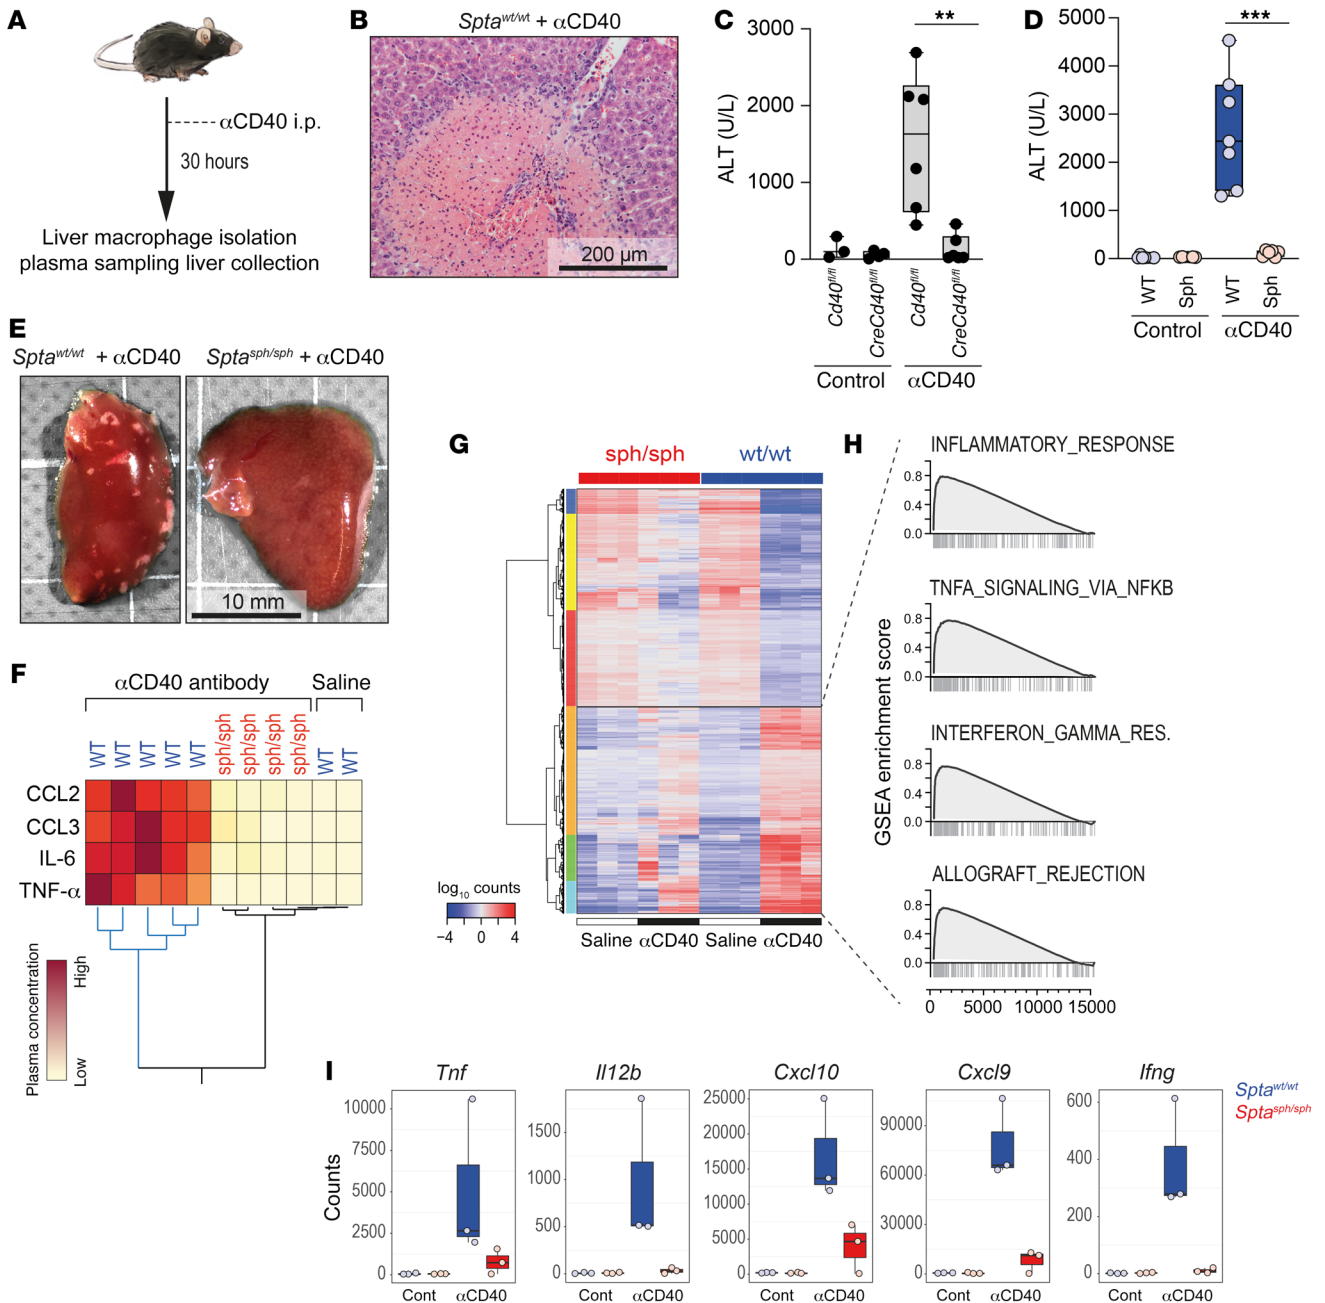 A
αCD40 i.p.
30 hours
Liver macrophage isolation
plasma sampling liver collection
B
Spta^wt/wt + αCD40
200 µm
C
**
ALT (U/L)
3000
2000
1000
0
Cd40^fl/fl
CreCd40^fl/fl
Cd40^fl/fl
CreCd40^fl/fl
Control
αCD40
D
***
ALT (U/L)
5000
4000
3000
2000
1000
0
WT
Sph
WT
Sph
Control
αCD40
E
Spta^wt/wt + αCD40
Spta^sph/sph + αCD40
10 mm
F
αCD40 antibody
Saline
WT
WT
WT
WT
WT
sph/sph
sph/sph
sph/sph
sph/sph
WT
WT
CCL2
CCL3
IL-6
TNF-α
Plasma concentration
High
Low
G
sph/sph
wt/wt
log10 counts
−4 0 4
Saline αCD40 Saline αCD40
H
GSEA enrichment score
INFLAMMATORY_RESPONSE
0.8
0.4
0.0
TNFA_SIGNALING_VIA_NFKB
0.8
0.4
0.0
INTERFERON_GAMMA_RES.
0.8
0.4
0.0
ALLOGRAFT_REJECTION
0.8
0.4
0.0
0 5000 10000 15000
I
Counts
Tnf
10000
7500
5000
2500
0
Cont αCD40
Il12b
1500
1000
500
0
Cont αCD40
Cxcl10
25000
20000
15000
10000
5000
0
Cont αCD40
Cxcl9
90000
60000
30000
0
Cont αCD40
Ifng
600
400
200
0
Cont αCD40
Spta^wt/wt
Spta^sph/sph